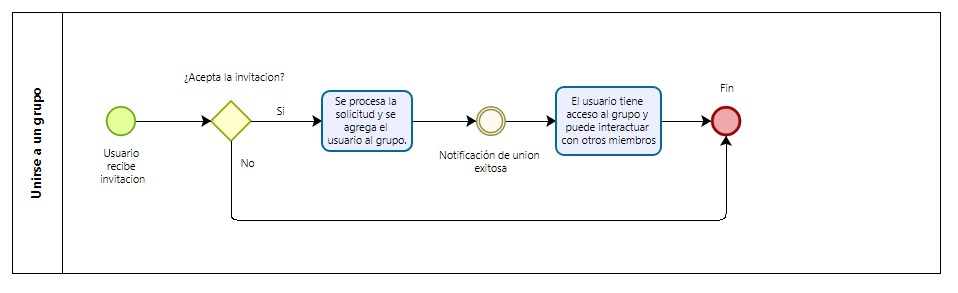 Unirse a un grupo
Usuario
recibe
invitacion
¿Acepta la invitacion?
Si
No
Se procesa la
solicitud y se
agrega el
usuario al grupo.
Notificación de union
exitosa
El usuario tiene
acceso al grupo y
puede interactuar
con otros miembros
Fin